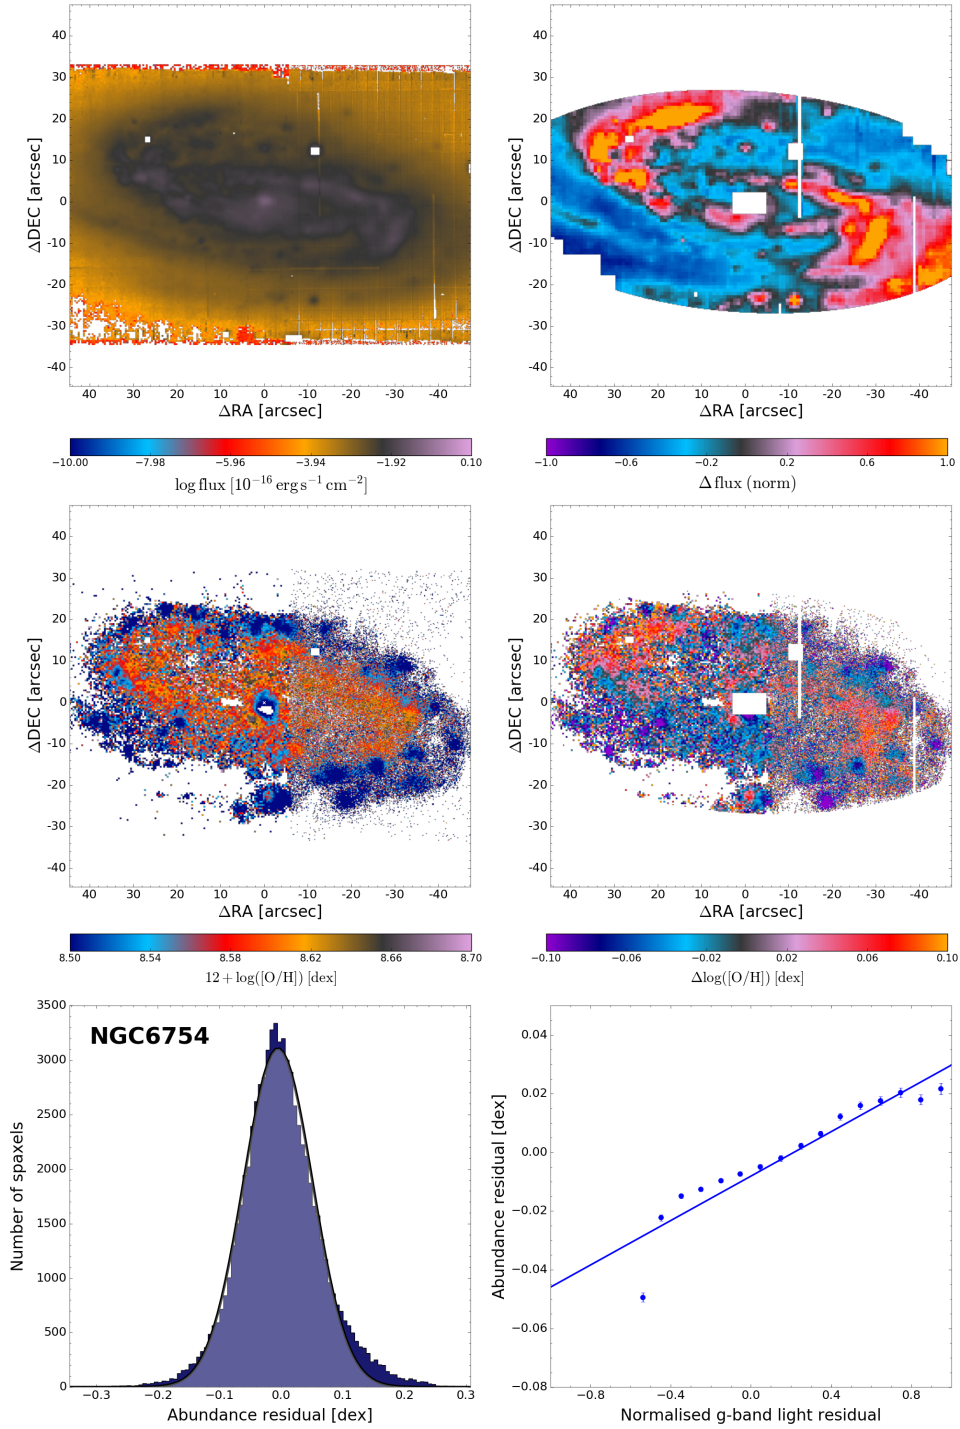 40
30
20
10
0
-10
-20
-30
-40
ΔDEC [arcsec]
40 30 20 10 0 -10 -20 -30 -40
ΔRA [arcsec]
−10.00 −7.98 −5.96 −3.94 −1.92 0.10
log flux [10⁻¹⁶ erg s⁻¹ cm⁻²]
40
30
20
10
0
-10
-20
-30
-40
ΔDEC [arcsec]
40 30 20 10 0 -10 -20 -30 -40
ΔRA [arcsec]
−1.0 −0.6 −0.2 0.2 0.6 1.0
Δ flux (norm)
40
30
20
10
0
-10
-20
-30
-40
ΔDEC [arcsec]
40 30 20 10 0 -10 -20 -30 -40
ΔRA [arcsec]
8.50 8.54 8.58 8.62 8.66 8.70
12 + log([O/H]) [dex]
40
30
20
10
0
-10
-20
-30
-40
ΔDEC [arcsec]
40 30 20 10 0 -10 -20 -30 -40
ΔRA [arcsec]
−0.10 −0.06 −0.02 0.02 0.06 0.10
Δlog([O/H]) [dex]
NGC6754
3500
3000
2500
2000
1500
1000
500
0
Number of spaxels
−0.3 −0.2 −0.1 0.0 0.1 0.2 0.3
Abundance residual [dex]
0.04
0.02
0.00
−0.02
−0.04
−0.06
−0.08
Abundance residual [dex]
−0.8 −0.4 0.0 0.4 0.8
Normalised g-band light residual